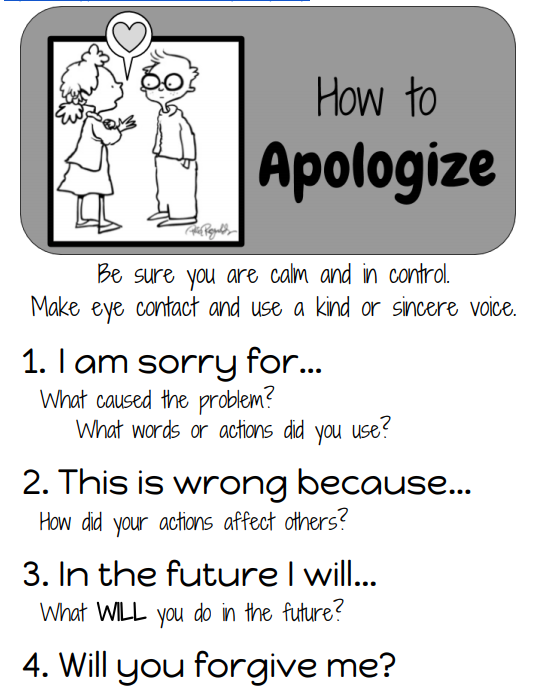 How to
Apologize
Be sure you are calm and in control.
Make eye contact and use a kind or sincere voice.
1. I am sorry for...
What caused the problem?
What words or actions did you use?
2. This is wrong because...
How did your actions affect others?
3. In the future I will...
What WILL you do in the future?
4. Will you forgive me?